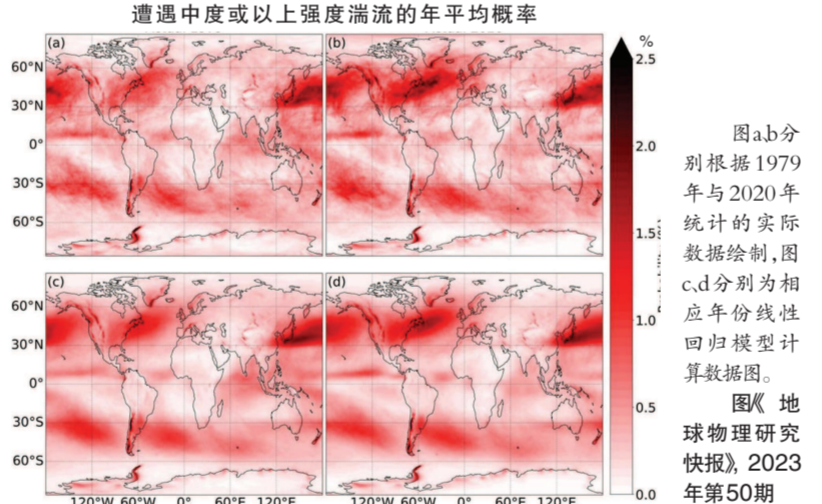 遭遇中度或以上强度湍流的年平均概率
(a)
(b)
%
60°N
30°N
0°
30°S
60°S
2.5
2.0
1.5
1.0
0.5
0.0
(c)
(d)
60°N
30°N
0°
30°S
60°S
120°W 60°W 0° 60°E 120°E
120°W 60°W 0° 60°E 120°E
图a、b分
别根据1979
年与2020年
统计的实际
数据绘制,图
c、d分别为相
应年份线性
回归模型计
算数据图。
图《地
球物理研究
快报》, 2023
年第50期